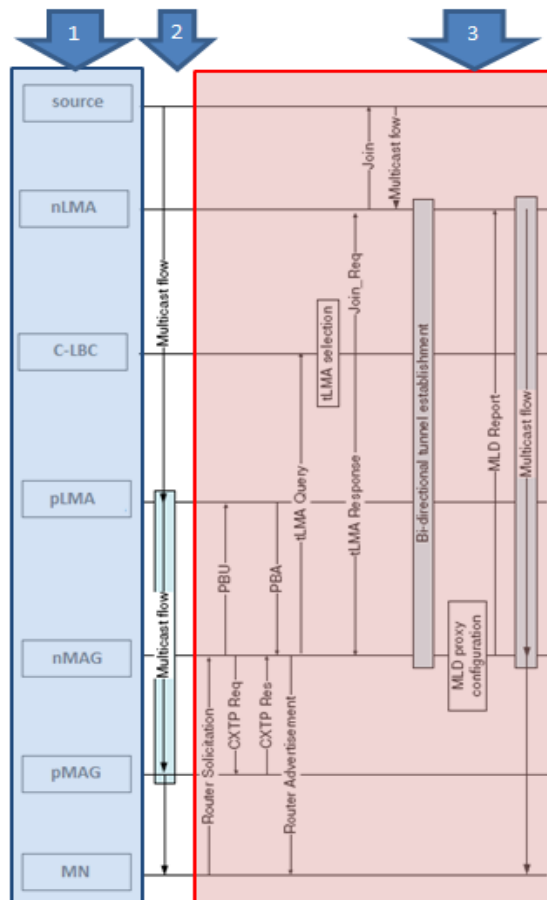 1
2
3
source
nLMA
C-LBC
pLMA
nMAG
pMAG
MN
Multicast flow
Multicast flow
Router Solicitation
PBU
CXTP Req
CXTP Res
PBA
Router Advertisement
tLMA Query
tLMA selection
Join_Req
tLMA Response
Join
Multicast flow
Bi-directional tunnel establishment
MLD proxy
configuration
MLD Report
Multicast flow